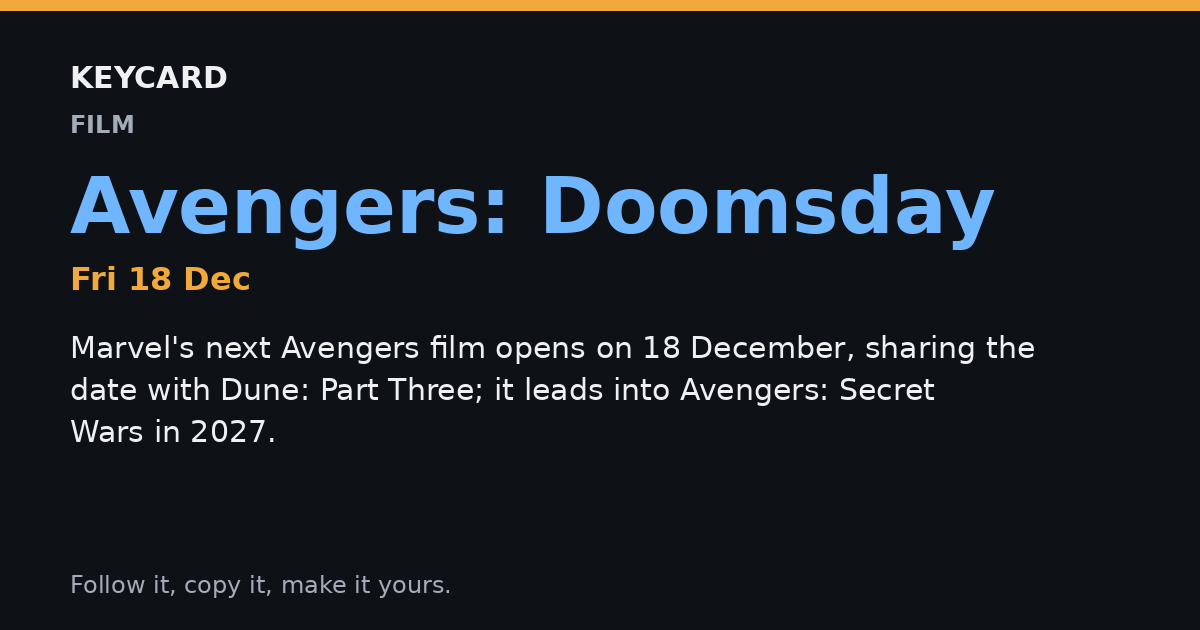 KEYCARD
FILM
Avengers: Doomsday
Fri 18 Dec
Marvel's next Avengers film opens on 18 December, sharing the
date with Dune: Part Three; it leads into Avengers: Secret
Wars in 2027.
Follow it, copy it, make it yours.